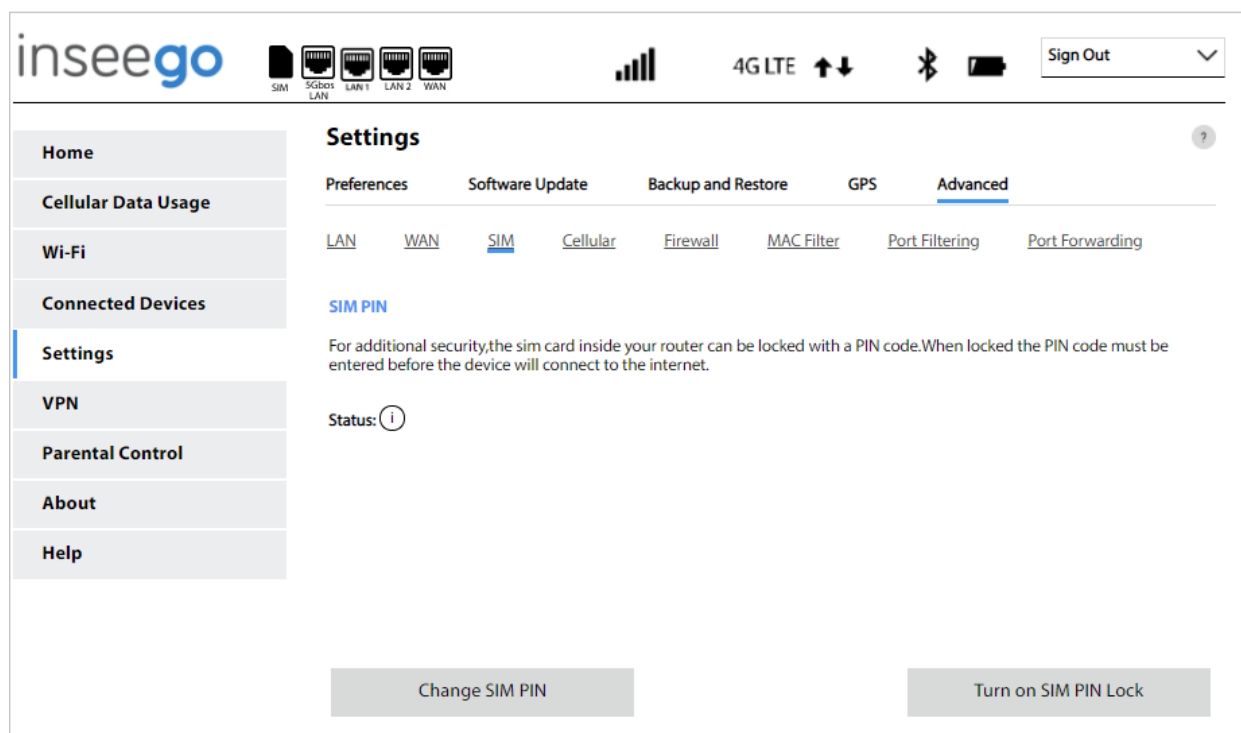 inseego
SIM
5Gbos
LAN
LAN 1
LAN 2
WAN
4G LTE
Sign Out
Home
Cellular Data Usage
Wi-Fi
Connected Devices
Settings
VPN
Parental Control
About
Help
Settings
?
Preferences Software Update Backup and Restore GPS Advanced
LAN WAN SIM Cellular Firewall MAC Filter Port Filtering Port Forwarding
SIM PIN
For additional security,the sim card inside your router can be locked with a PIN code.When locked the PIN code must be
entered before the device will connect to the internet.
Status: i
Change SIM PIN
Turn on SIM PIN Lock